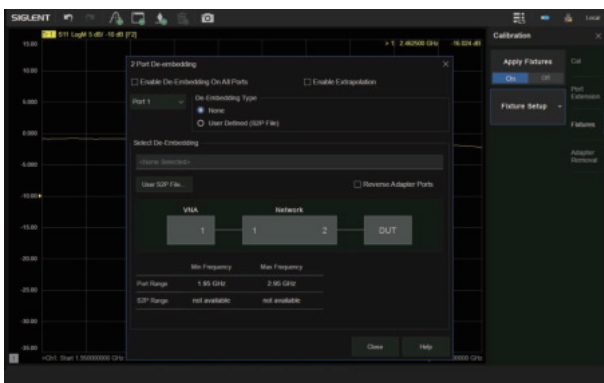 SIGLENT
Local
S11 LogM 5 dB/ -10 dB [F2]
> 1 2.462500 GHz -16.024 dB
Calibration
15.00
10.00
5.000
0.000
-5.000
-10.00
-15.00
-20.00
-25.00
-30.00
-35.00
2 Port De-embedding
Enable De-Embedding On All Ports
Enable Extrapolation
Port 1
De-Embedding Type
None
User Defined (S2P File)
Select De-Embedding
<None Selected>
User S2P File...
Reverse Adapter Ports
VNA
Network
1
1
2
DUT
Min Frequency Max Frequency
Port Range 1.95 GHz 2.95 GHz
S2P Range not available not available
Close
Help
Apply Fixtures
On
Off
Fixture Setup
Cal
Port
Extension
Fixtures
Adapter
Removal
1
>Ch1: Start 1.95000000 GHz